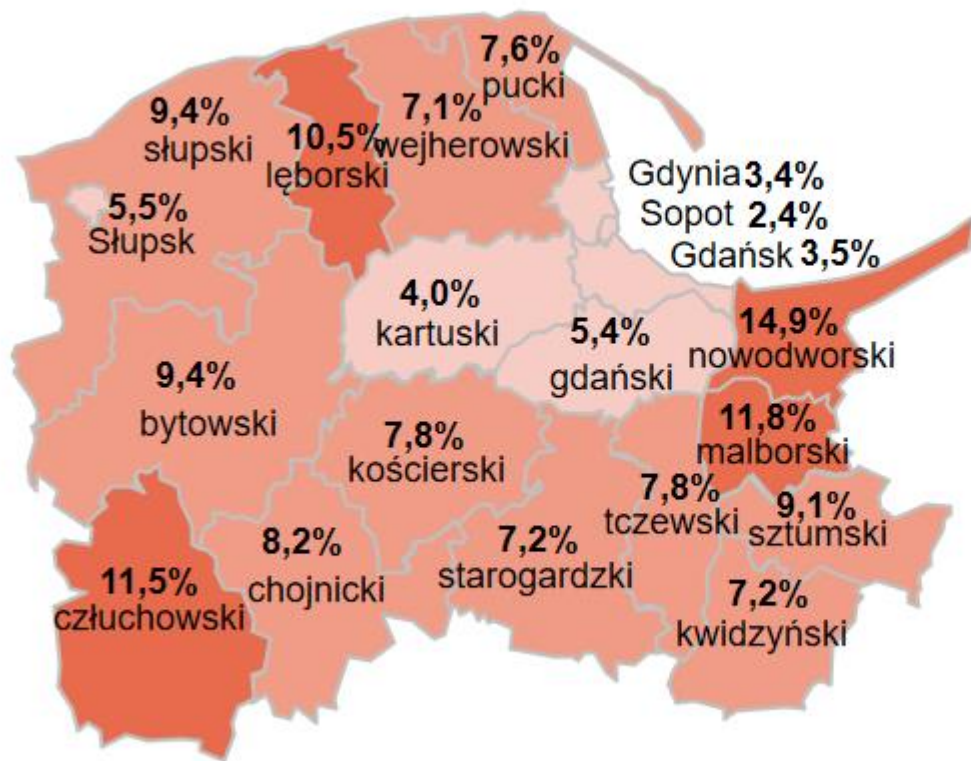 7,6%
pucki
9,4%
słupski
7,1%
wejherowski
10,5%
lęborski
Gdynia 3,4%
Sopot 2,4%
Gdańsk 3,5%
5,5%
Słupsk
4,0%
kartuski
5,4%
gdański
14,9%
nowodworski
9,4%
bytowski
7,8%
kościerski
11,8%
malborski
7,8%
tczewski
9,1%
sztumski
8,2%
chojnicki
7,2%
starogardzki
11,5%
człuchowski
7,2%
kwidzyński